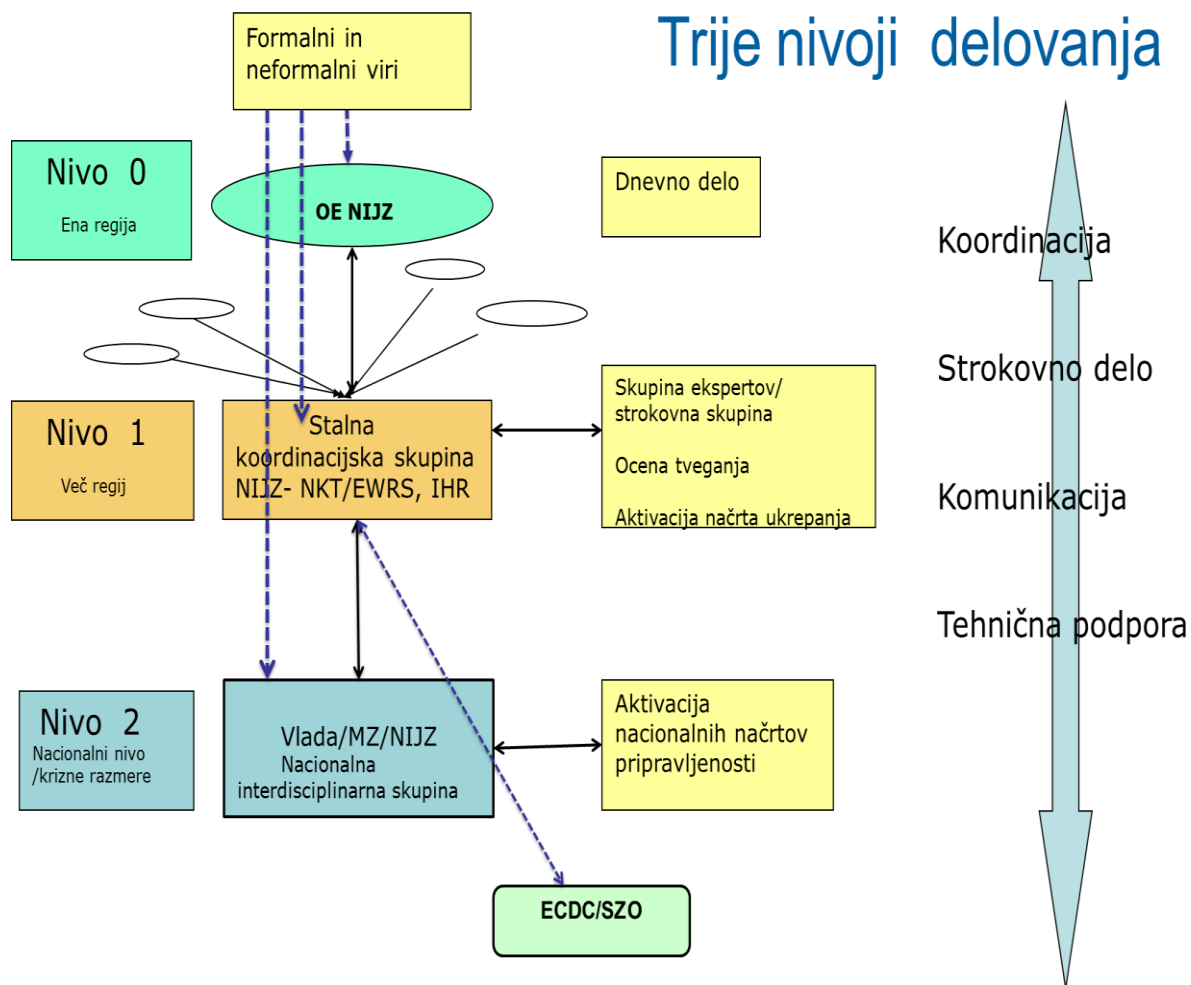 Trije nivoji delovanja
Formalni in
neformalni viri
Nivo 0
Ena regija
OE NIJZ
Dnevno delo
Nivo 1
Več regij
Stalna
koordinacijska skupina
NIJZ- NKT/EWRS, IHR
Skupina ekspertov/
strokovna skupina
Ocena tveganja
Aktivacija načrta ukrepanja
Nivo 2
Nacionalni nivo
/krizne razmere
Vlada/MZ/NIJZ
Nacionalna
interdisciplinarna skupina
Aktivacija
nacionalnih načrtov
pripravljenosti
ECDC/SZO
Koordinacija
Strokovno delo
Komunikacija
Tehnična podpora